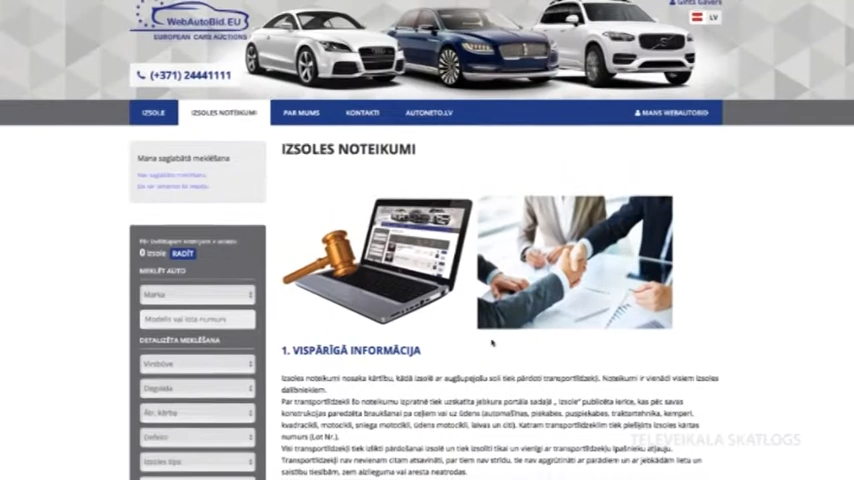 WebAutoBid.EU
EUROPEAN CARS AUCTIONS
Gints Galvers
LV
(+371) 24441111
IZSOLE
IZSOLES NOTEIKUMI
PAR MUMS
KONTAKTI
AUTONETO.LV
MANS WEBAUTOBID
IZSOLES NOTEIKUMI
Mana saglabātā meklēšana
0 Izsole RĀDĪT
MEKLĒT AUTO
Marka
Modelis vai lota numurs
DETALIZĒTA MEKLĒŠANA
Virsbūve
Degviela
Ātr. kārba
Defekti
Izsoles tips
1. VISPĀRĪGĀ INFORMĀCIJA
Izsoles noteikumi nosaka kārtību, kādā izsolē ar augšupejošu soli tiek pārdoti transportlīdzekļi. Noteikumi ir vienādi visiem izsoles
dalībniekiem.
Par transportlīdzekli šo noteikumu izpratnē tiek uzskatīta jebkura portāla sadaļā „ Izsole" publicēta ierīce, kas pēc savas
konstrukcijas paredzēta braukšanai pa ceļiem vai uz ūdens (automašīnas, piekabes, puspiekabes, traktortehnika, kemperi,
kvadracikli, motocikli, sniega motocikli, ūdens motocikli, laivas un citi). Katram transportlīdzeklim tiek piešķirts izsoles kārtas
numurs (Lot Nr.).
Visi transportlīdzekļi tiek izlikti pārdošanai izsolē un tiek izsolīti tikai un vienīgi ar transportlīdzekļu īpašnieku atļauju.
Transportlīdzekļi nav nevienam citam atsavināti, par tiem nav strīdu, tie nav apgrūtināti ar parādiem un ar jebkādām lietu un
saistību tiesībām, zem aizlieguma vai aresta neatrodas.
TELEVEIKALA SKATLOGS